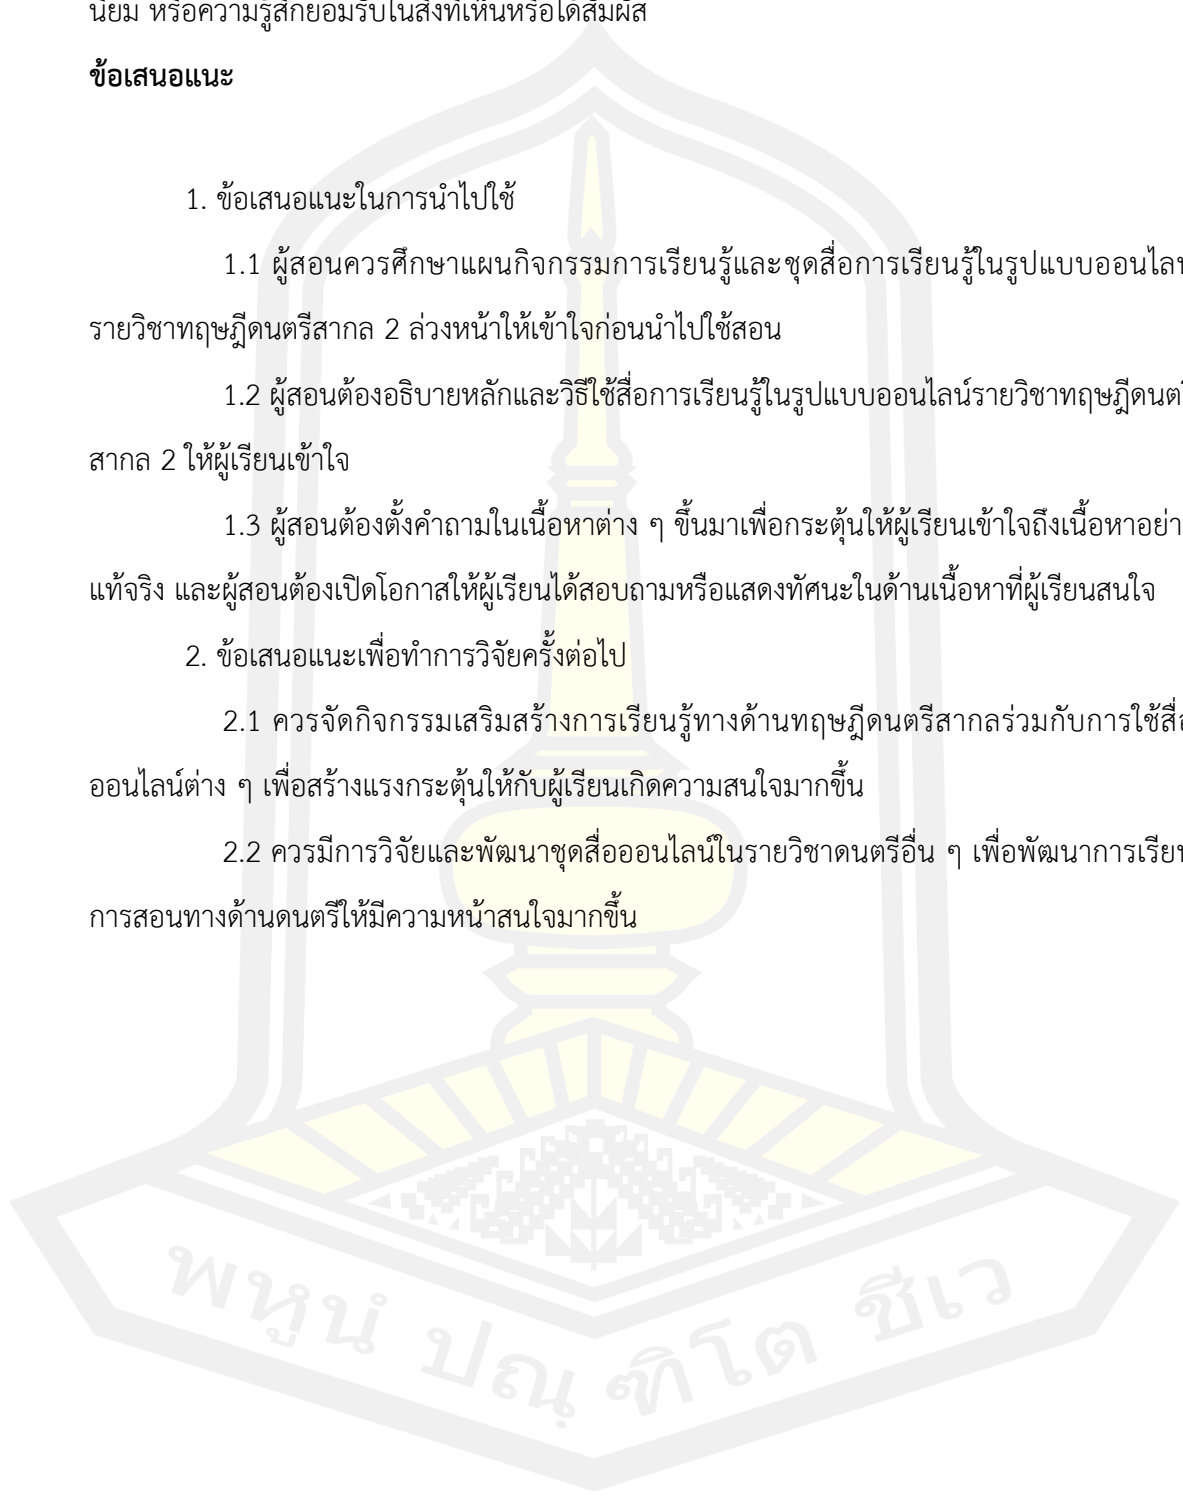 นิยม หรือความรู้สึกยอมรับในสิ่งที่เห็นหรือได้สัมผัส
ข้อเสนอแนะ
1. ข้อเสนอแนะในการนำไปใช้
1.1 ผู้สอนควรศึกษาแผนกิจกรรมการเรียนรู้และชุดสื่อการเรียนรู้ในรูปแบบออนไลน
รายวิชาทฤษฎีดนตรีสากล 2 ล่วงหน้าให้เข้าใจก่อนนำไปใช้สอน
1.2 ผู้สอนต้องอธิบายหลักและวิธีใช้สื่อการเรียนรู้ในรูปแบบออนไลน์รายวิชาทฤษฎีดนต
สากล 2 ให้ผู้เรียนเข้าใจ
1.3 ผู้สอนต้องตั้งคำถามในเนื้อหาต่าง ๆ ขึ้นมาเพื่อกระตุ้นให้ผู้เรียนเข้าใจถึงเนื้อหาอย่า
แท้จริง และผู้สอนต้องเปิดโอกาสให้ผู้เรียนได้สอบถามหรือแสดงทัศนะในด้านเนื้อหาที่ผู้เรียนสนใจ
2. ข้อเสนอแนะเพื่อทำการวิจัยครั้งต่อไป
2.1 ควรจัดกิจกรรมเสริมสร้างการเรียนรู้ทางด้านทฤษฎีดนตรีสากลร่วมกับการใช้สื่อ
ออนไลน์ต่าง ๆ เพื่อสร้างแรงกระตุ้นให้กับผู้เรียนเกิดความสนใจมากขึ้น
2.2 ควรมีการวิจัยและพัฒนาชุดสื่อออนไลน์ในรายวิชาดนตรีอื่น ๆ เพื่อพัฒนาการเรียน
การสอนทางด้านดนตรีให้มีความหน้าสนใจมากขึ้น
พหูนํ ปณฺฑิโต ชีเว